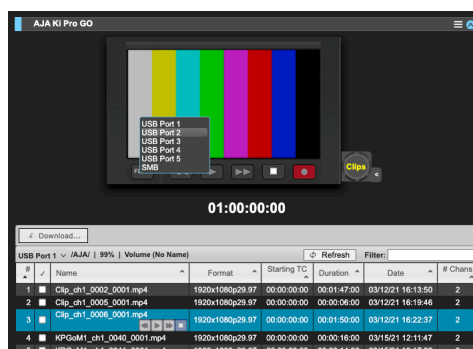 AJA Ki Pro GO
USB Port 1
USB Port 2
USB Port 3
USB Port 4
USB Port 5
SMB
Clips
<
01:00:00:00
Download...
USB Port 1 /AJA/ | 99% | Volume (No Name) Refresh Filter:
# ✓ Name Format Starting TC Duration Date # Chans
1 Clip_ch1_0002_0001.mp4 1920x1080p29.97 00:00:00:00 00:01:47:00 03/12/21 16:13:50 2
2 Clip_ch1_0005_0001.mp4 1920x1080p29.97 00:00:00:00 00:00:06:00 03/12/21 16:19:46 2
3 Clip_ch1_0006_0001.mp4 1920x1080p29.97 00:00:00:00 00:01:50:00 03/12/21 16:22:37 2
4 KPGoM1_ch1_0040_0001.mp4 1920x1080p29.97 00:00:00:00 00:00:16:00 03/15/21 12:11:47 2